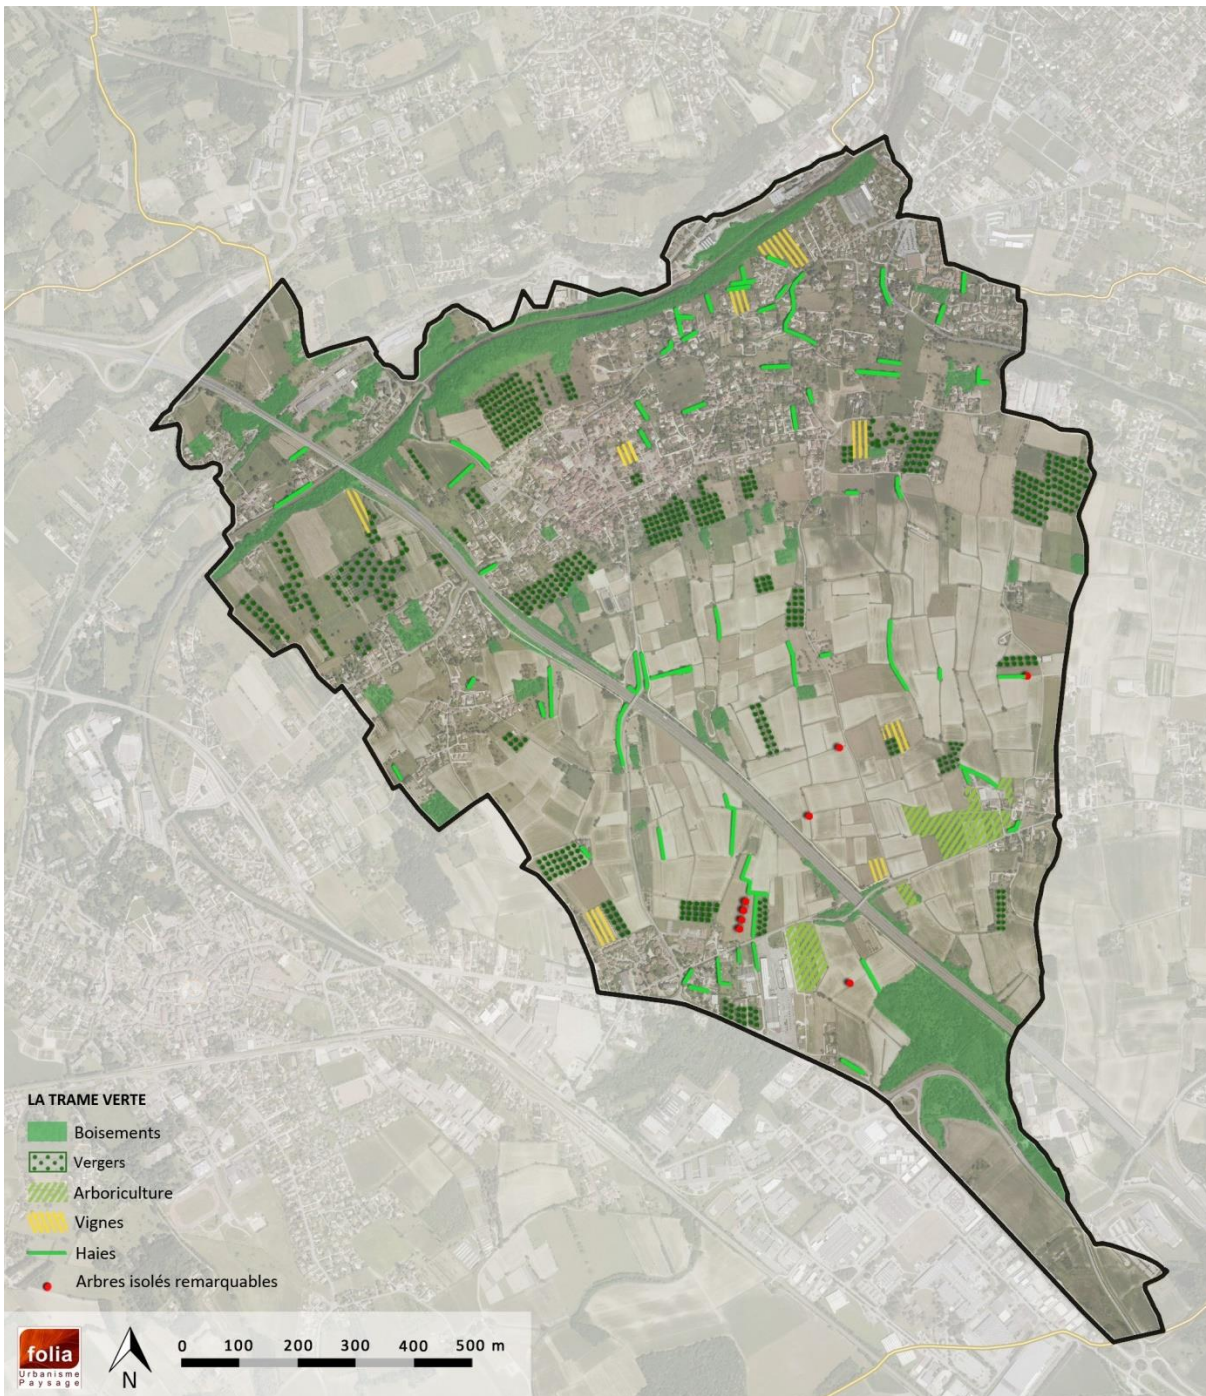 LA TRAME VERTE
Boisements
Vergers
Arboriculture
Vignes
Haies
Arbres isolés remarquables
folia
Urbanisme
Paysage
N
0 100 200 300 400 500 m